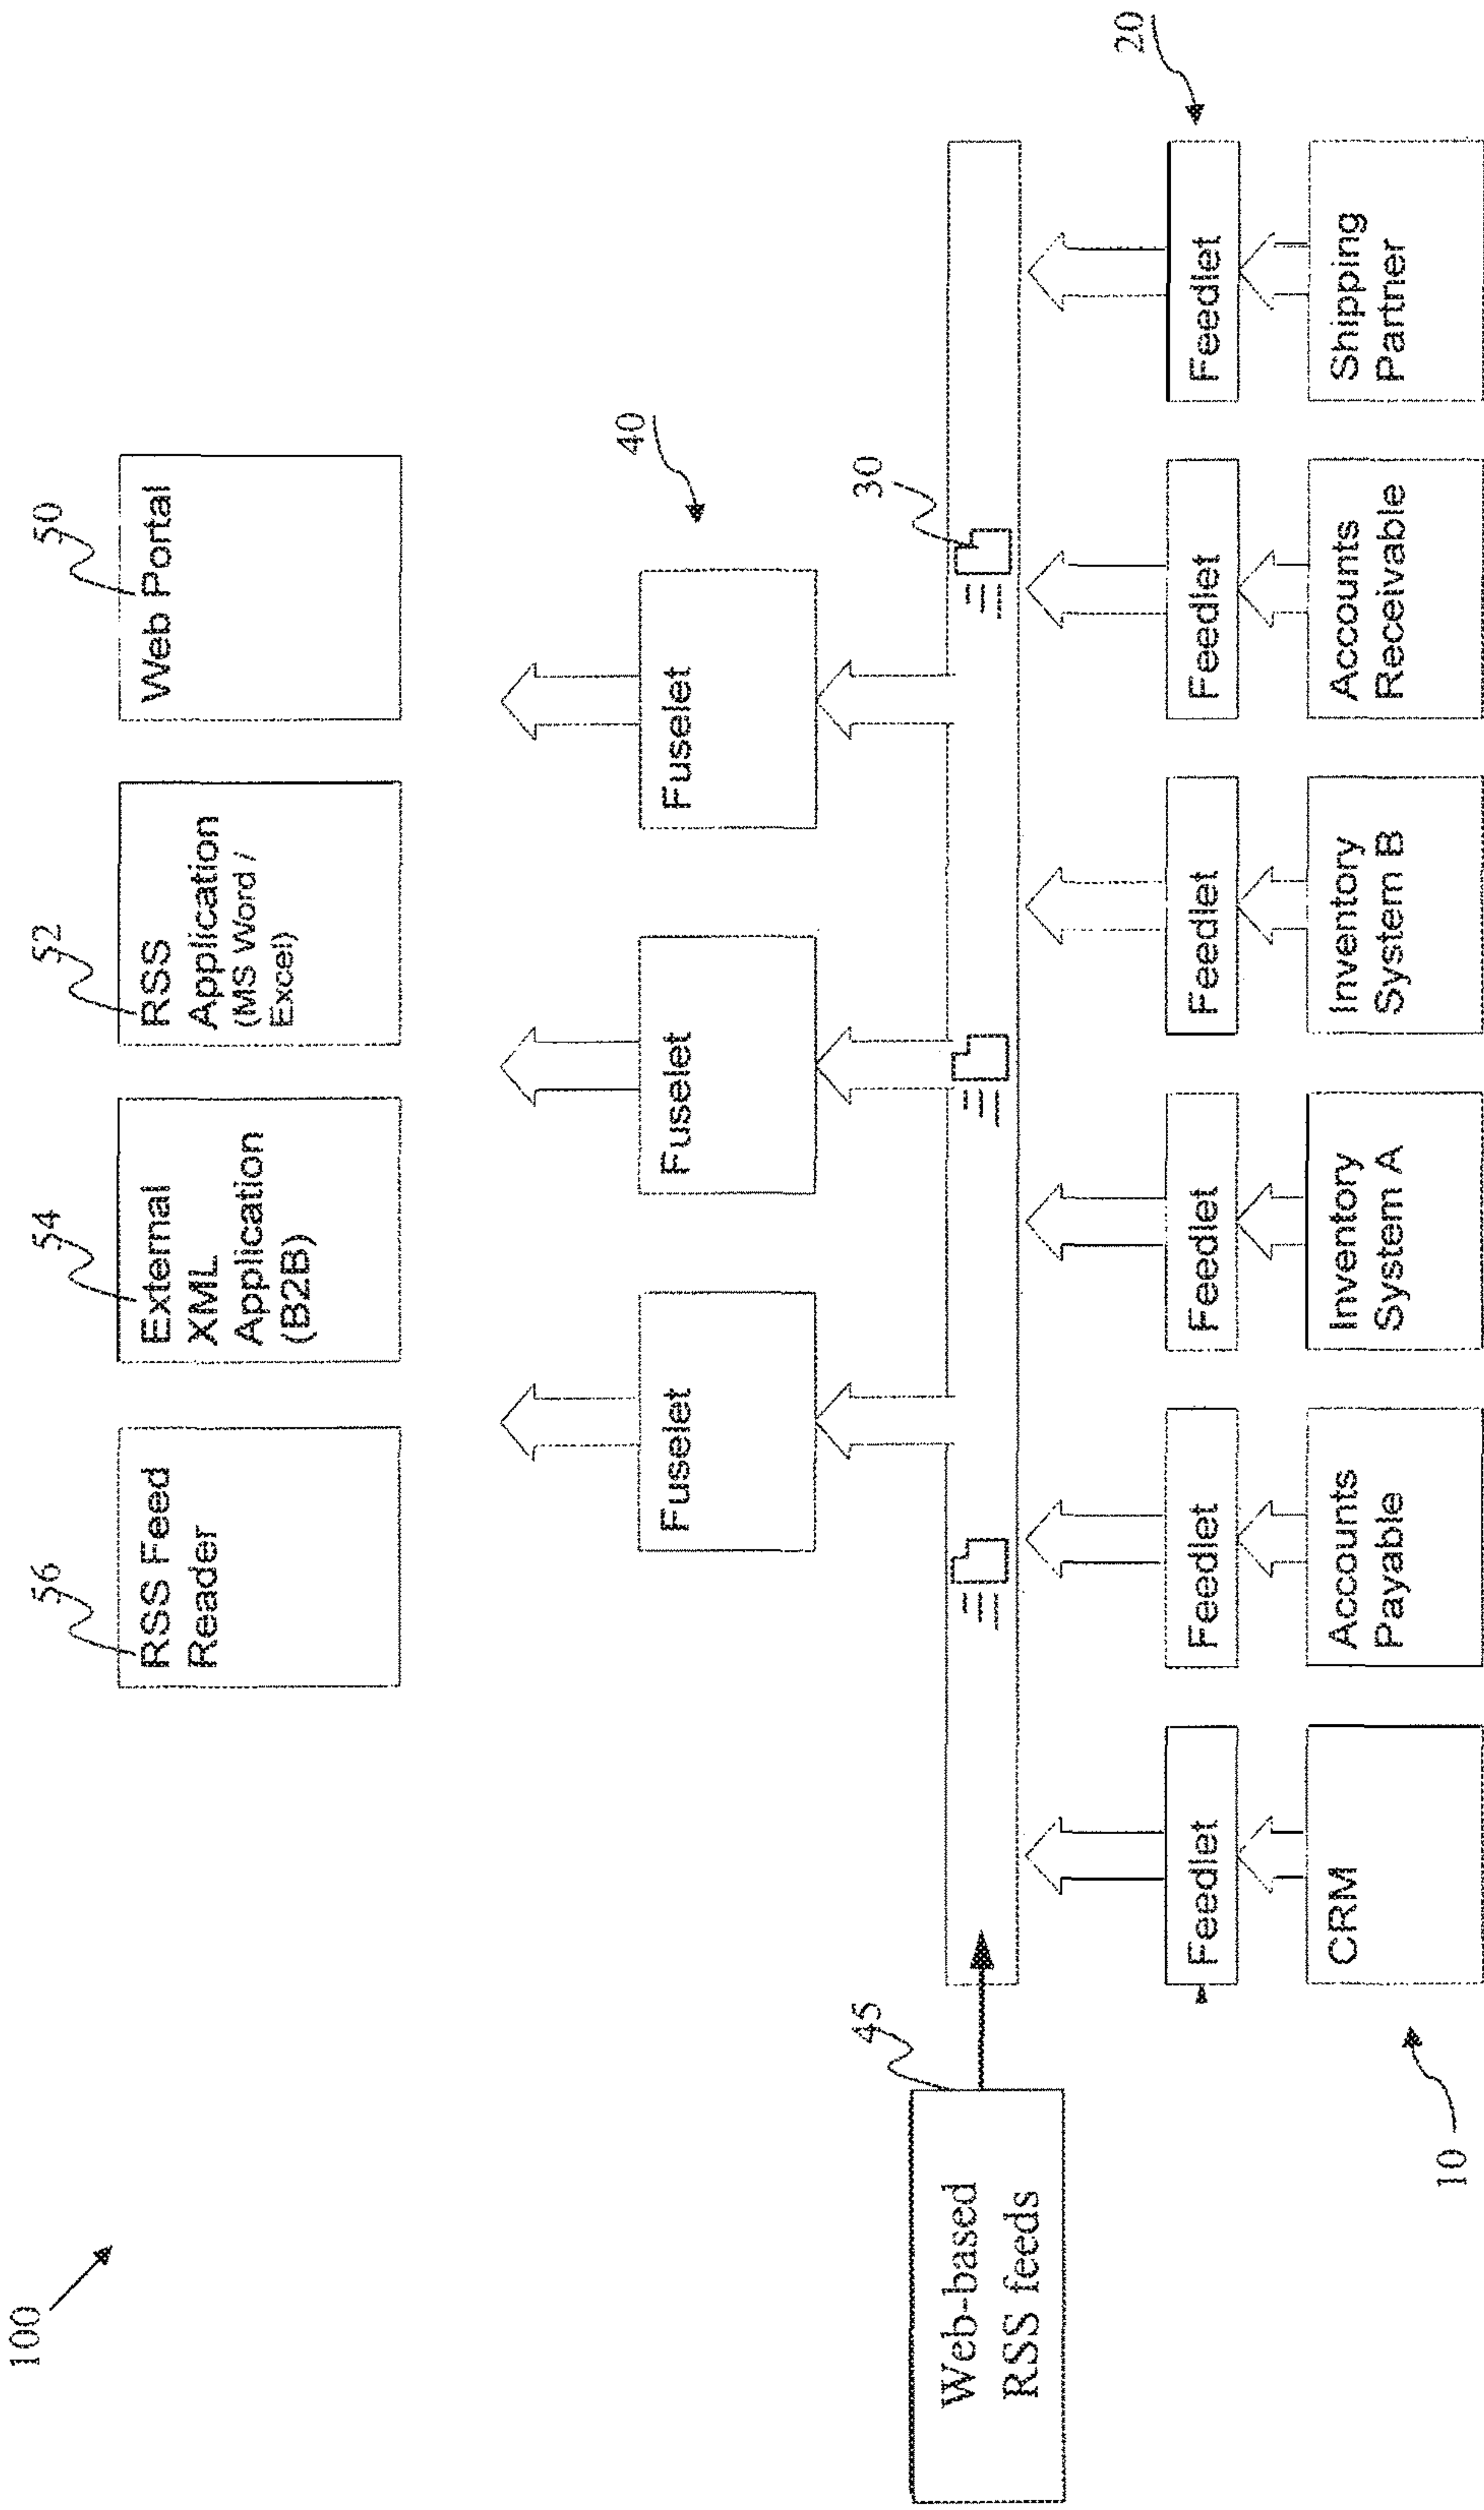 100
56
54
52
50
RSS Feed
Reader
External
XML
Application
(B2B)
RSS
Application
(MS Word /
Excel)
Web Portal
40
Fuselet
Fuselet
Fuselet
45
30
Web-based
RSS feeds
20
Feedlet
Feedlet
Feedlet
Feedlet
Feedlet
Feedlet
10
CRM
Accounts
Payable
Inventory
System A
Inventory
System B
Accounts
Receivable
Shipping
Partner